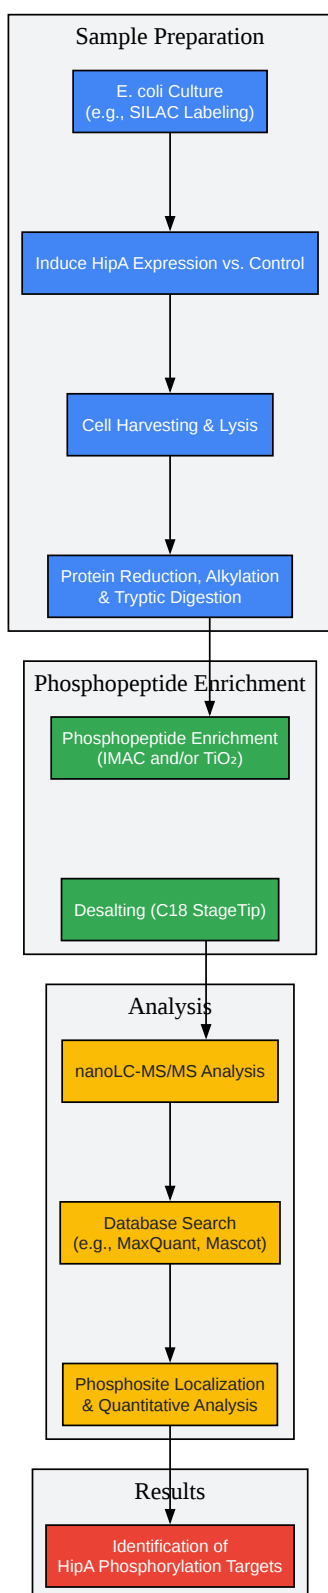 Sample Preparation
E. coli Culture
(e.g., SILAC Labeling)
Induce HipA Expression vs. Control
Cell Harvesting & Lysis
Protein Reduction, Alkylation
& Tryptic Digestion
Phosphopeptide Enrichment
Phosphopeptide Enrichment
(IMAC and/or TiO₂)
Desalting (C18 StageTip)
Analysis
nanoLC-MS/MS Analysis
Database Search
(e.g., MaxQuant, Mascot)
Phosphosite Localization
& Quantitative Analysis
Results
Identification of
HipA Phosphorylation Targets